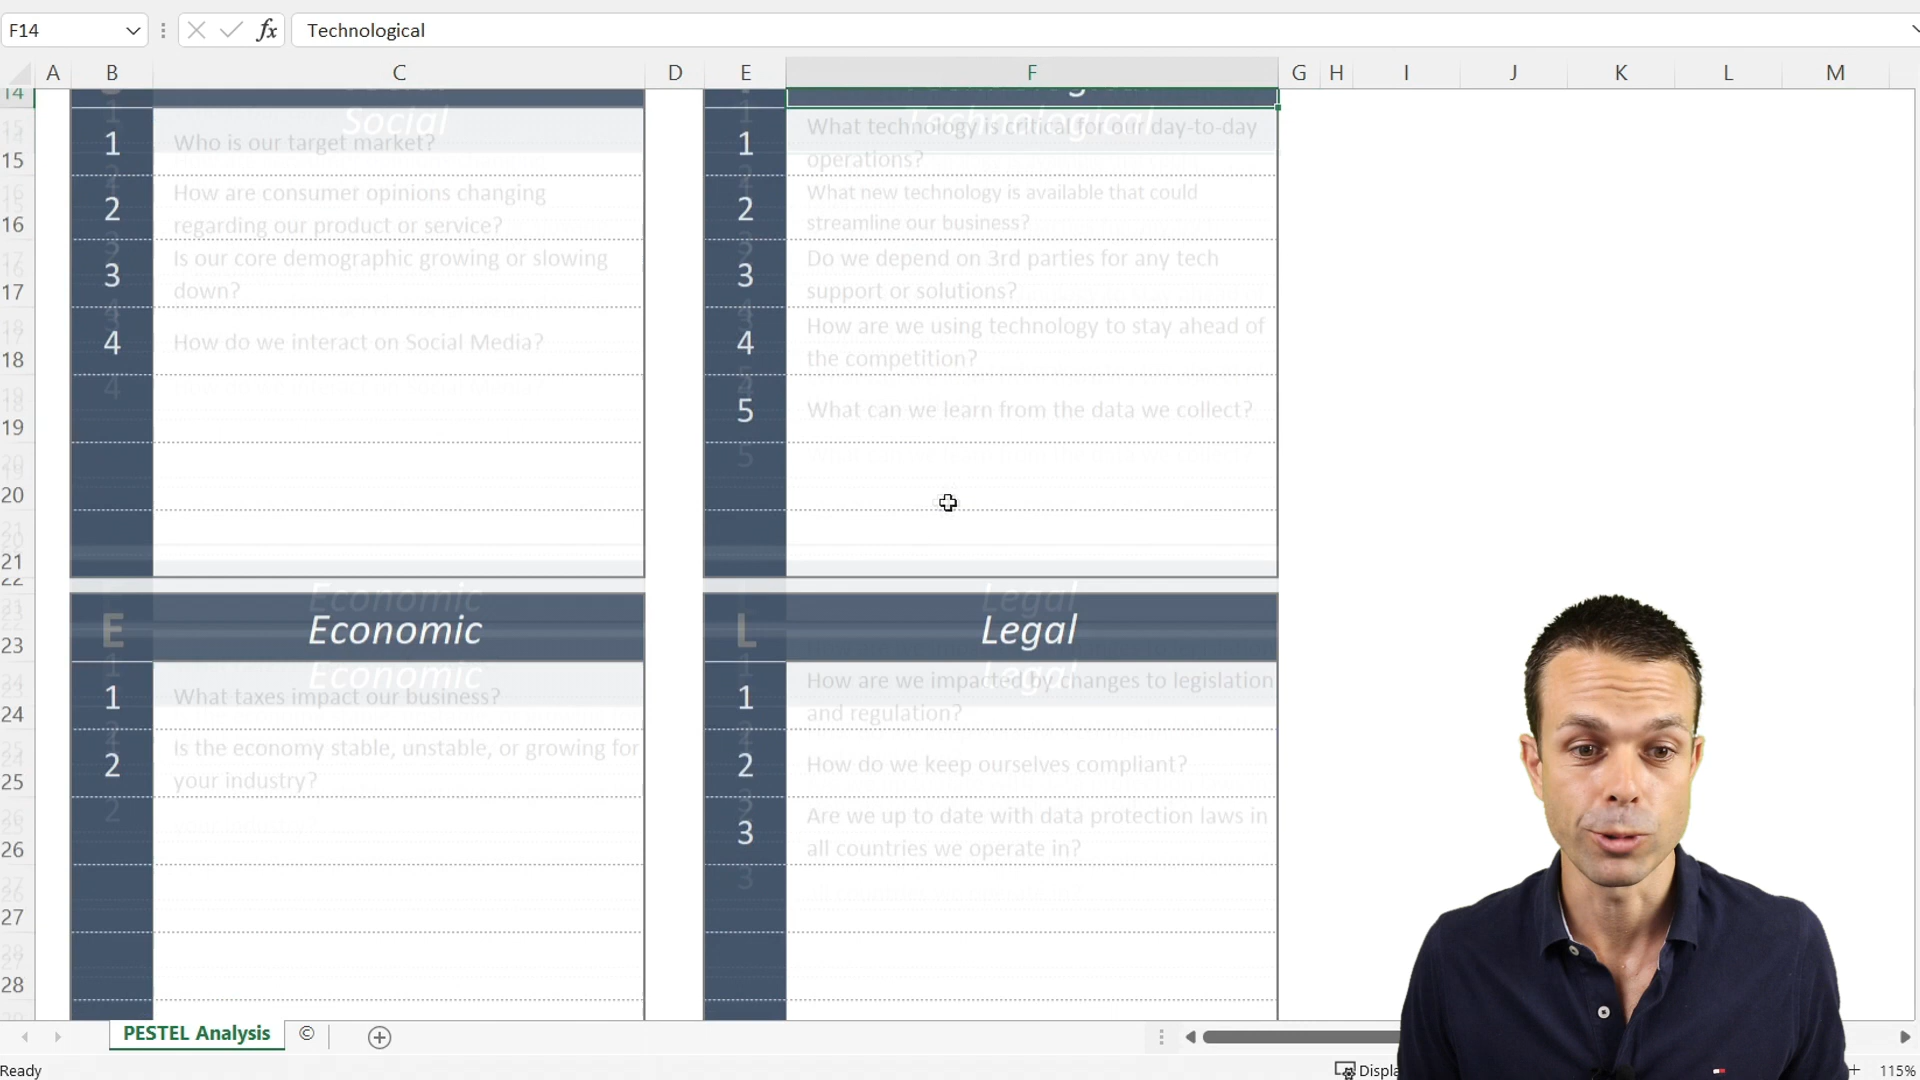 F14
fx
Technological
A B C D E F G H I J K L M
14
Social
1 Who is our target market?
15
2 How are consumer opinions changing
regarding our product or service?
16
3 Is our core demographic growing or slowing
down?
17
4 How do we interact on Social Media?
18
19
20
21
Technological
1 What technology is critical for our day-to-day
operations?
2 What new technology is available that could
streamline our business?
3 Do we depend on 3rd parties for any tech
support or solutions?
4 How are we using technology to stay ahead of
the competition?
5 What can we learn from the data we collect?
22
23
E Economic
1 What taxes impact our business?
24
2 Is the economy stable, unstable, or growing for
your industry?
25
26
27
28
L Legal
1 How are we impacted by changes to legislation
and regulation?
2 How do we keep ourselves compliant?
3 Are we up to date with data protection laws in
all countries we operate in?
PESTEL Analysis ©
Ready
115%